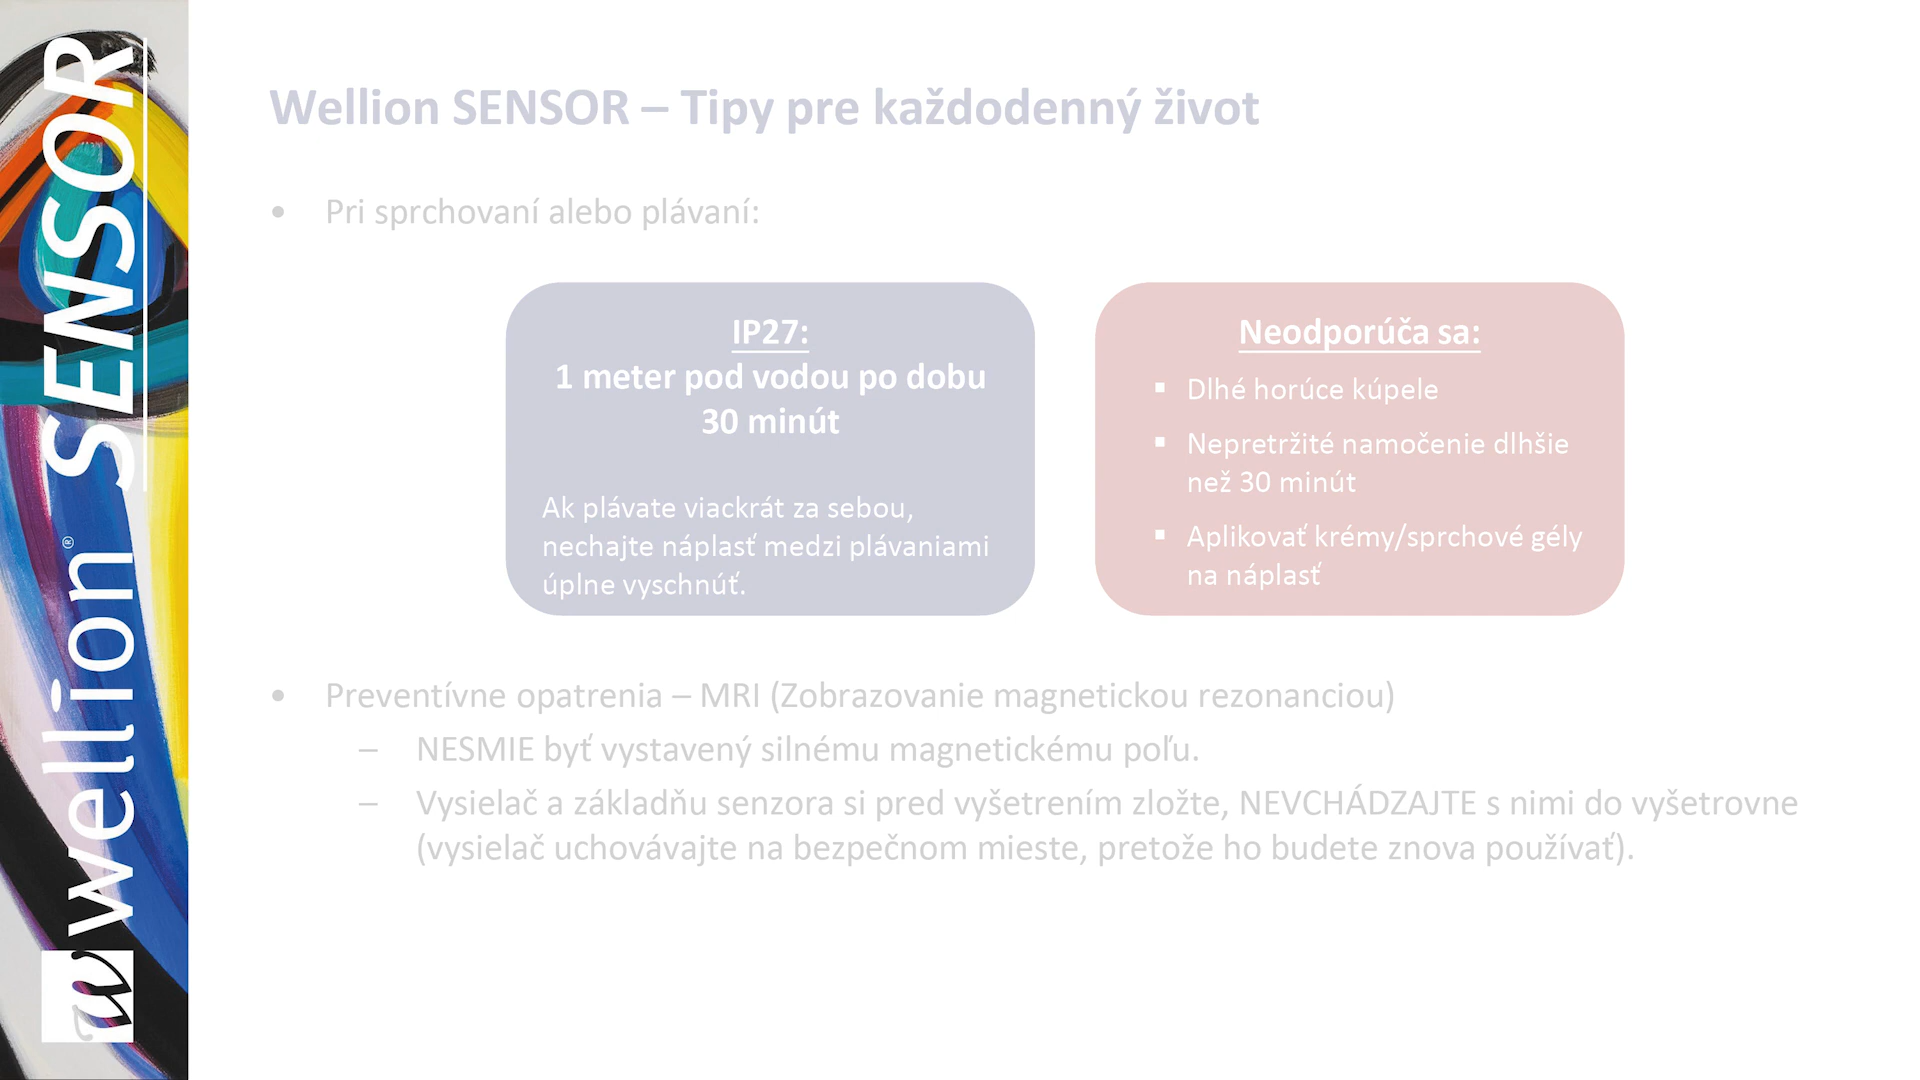 wellion® SENSOR
Wellion SENSOR – Tipy pre každodenný život
• Pri sprchovaní alebo plávaní:
IP27:
1 meter pod vodou po dobu
30 minút
Ak plávate viackrát za sebou,
nechajte náplasť medzi plávaniami
úplne vyschnúť.
Neodporúča sa:
▪ Dlhé horúce kúpele
▪ Nepretržité namočenie dlhšie
než 30 minút
▪ Aplikovať krémy/sprchové gély
na náplasť
• Preventívne opatrenia – MRI (Zobrazovanie magnetickou rezonanciou)
– NESMIE byť vystavený silnému magnetickému poľu.
– Vysielač a základňu senzora si pred vyšetrením zložte, NEVCHÁDZAJTE s nimi do vyšetrovne
(vysielač uchovávajte na bezpečnom mieste, pretože ho budete znova používať).